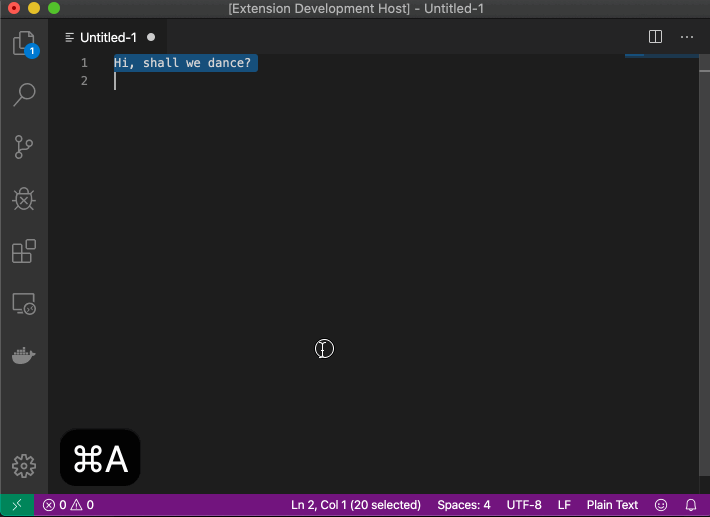 [Extension Development Host] - Untitled-1
Untitled-1
1
1 Hi, shall we dance?
2
⌘A
0 0 Ln 2, Col 1 (20 selected) Spaces: 4 UTF-8 LF Plain Text